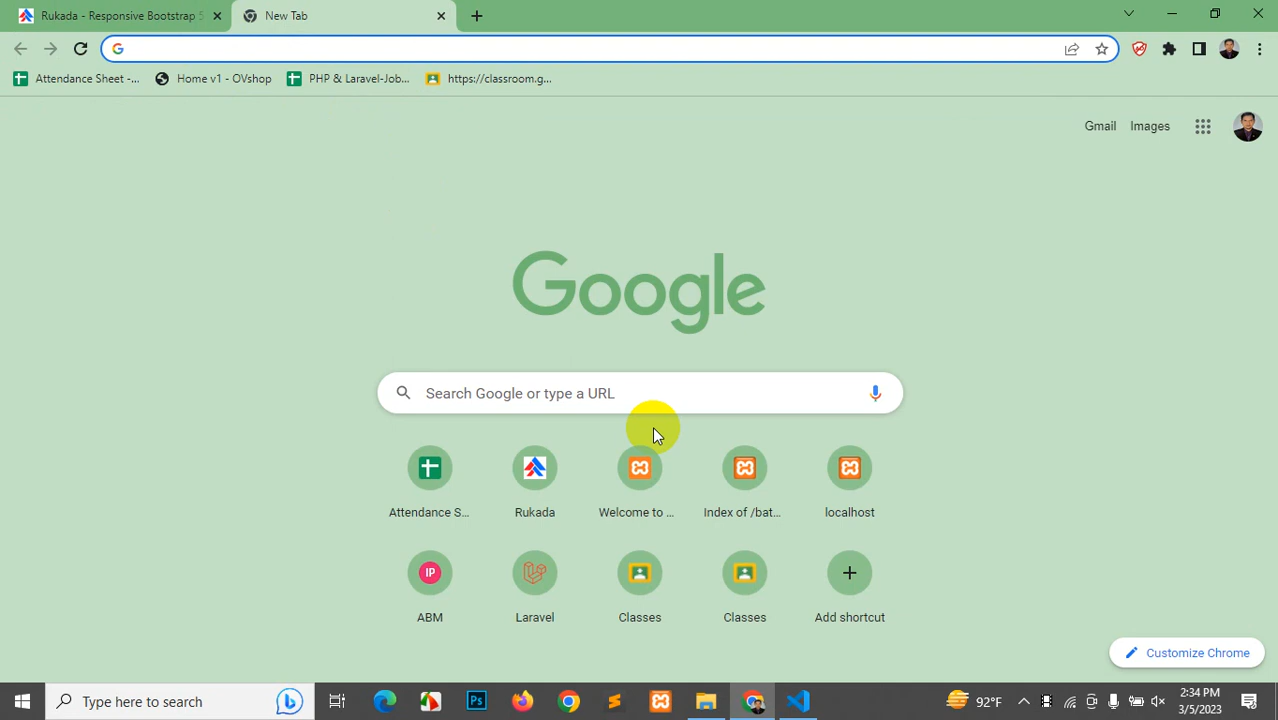 Rukada - Responsive Bootstrap 5
New Tab
Attendance Sheet -...
Home v1 - OVshop
PHP & Laravel-Job...
https://classroom.g...
Gmail
Images
Google
Search Google or type a URL
Attendance S...
Rukada
Welcome to ...
Index of /bat...
localhost
IP
ABM
Laravel
Classes
Classes
Add shortcut
Customize Chrome
Type here to search
Ps
92°F
2:34 PM
3/5/2023